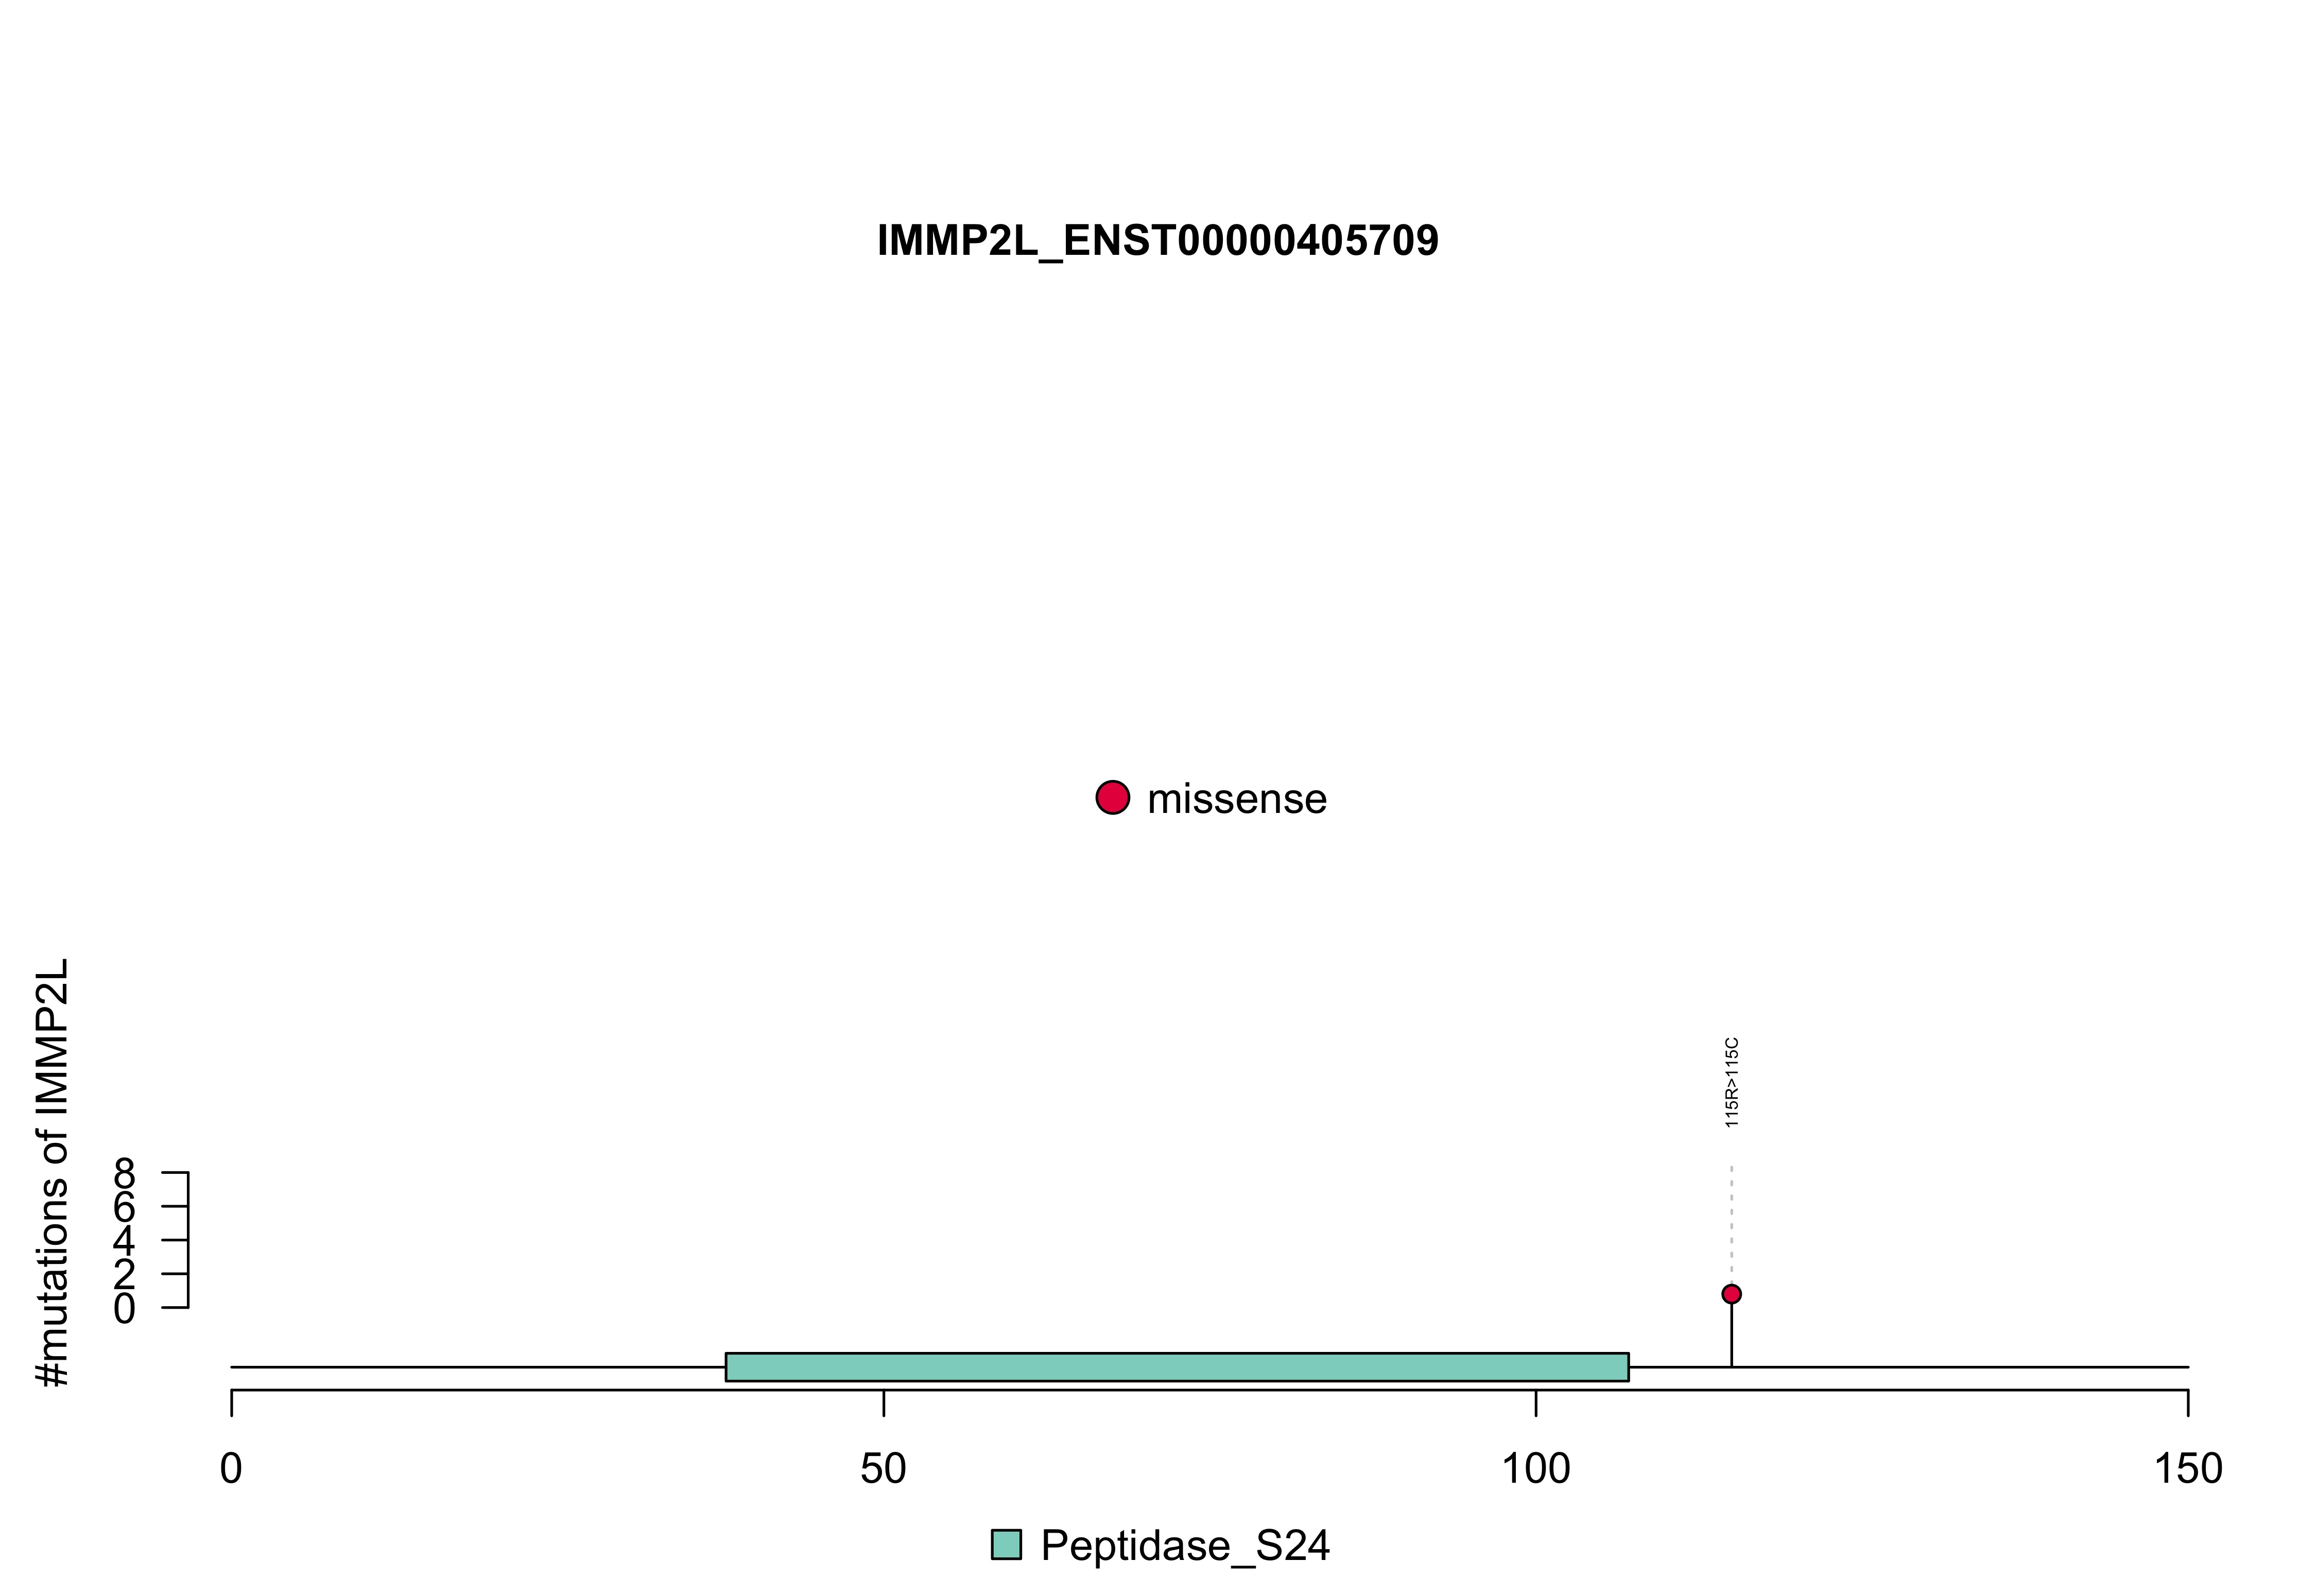 IMMP2L_ENST00000405709
missense
#mutations of IMMP2L
115R>115C
8
6
4
2
0
0 50 100 150
Peptidase_S24